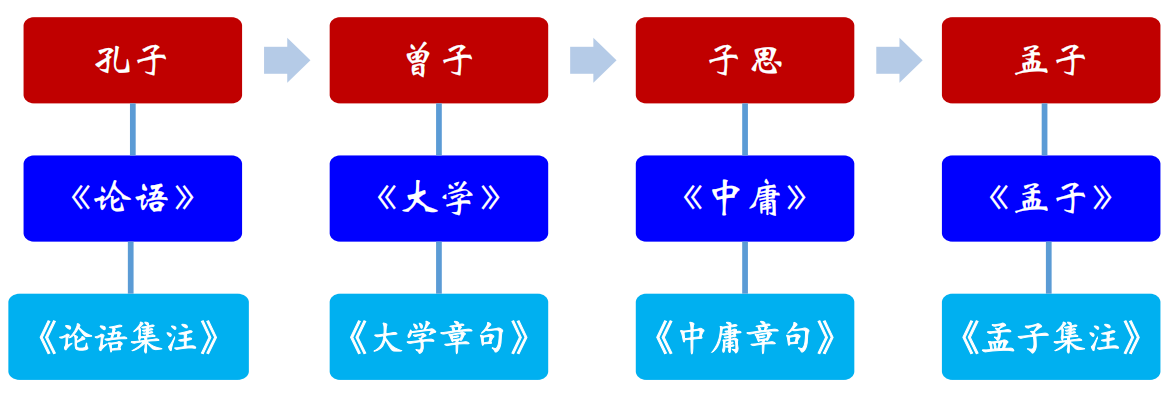 孔子
曾子
子思
孟子
《论语》
《大学》
《中庸》
《孟子》
《论语集注》
《大学章句》
《中庸章句》
《孟子集注》